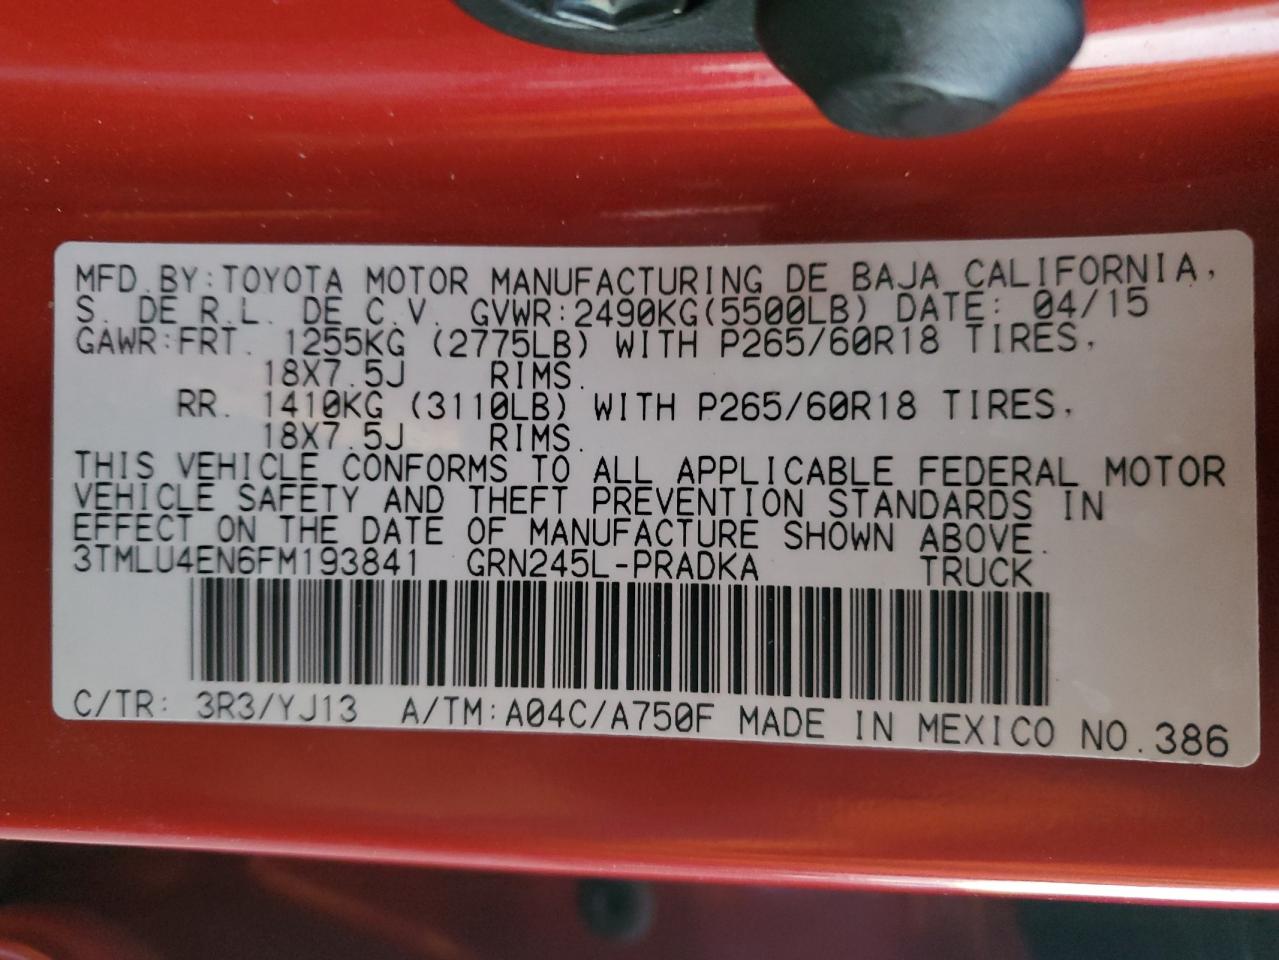 MFD.BY:TOYOTA MOTOR MANUFACTURING DE BAJA CALIFORNIA,
S. DE R.L. DE C.V. GVWR:2490KG(5500LB) DATE: 04/15
GAWR:FRT. 1255KG (2775LB) WITH P265/60R18 TIRES,
18X7.5J RIMS.
RR. 1410KG (3110LB) WITH P265/60R18 TIRES,
18X7.5J RIMS.
THIS VEHICLE CONFORMS TO ALL APPLICABLE FEDERAL MOTOR
VEHICLE SAFETY AND THEFT PREVENTION STANDARDS IN
EFFECT ON THE DATE OF MANUFACTURE SHOWN ABOVE.
3TMLU4EN6FM193841 GRN245L-PRADKA TRUCK
C/TR: 3R3/YJ13 A/TM:A04C/A750F MADE IN MEXICO NO.386